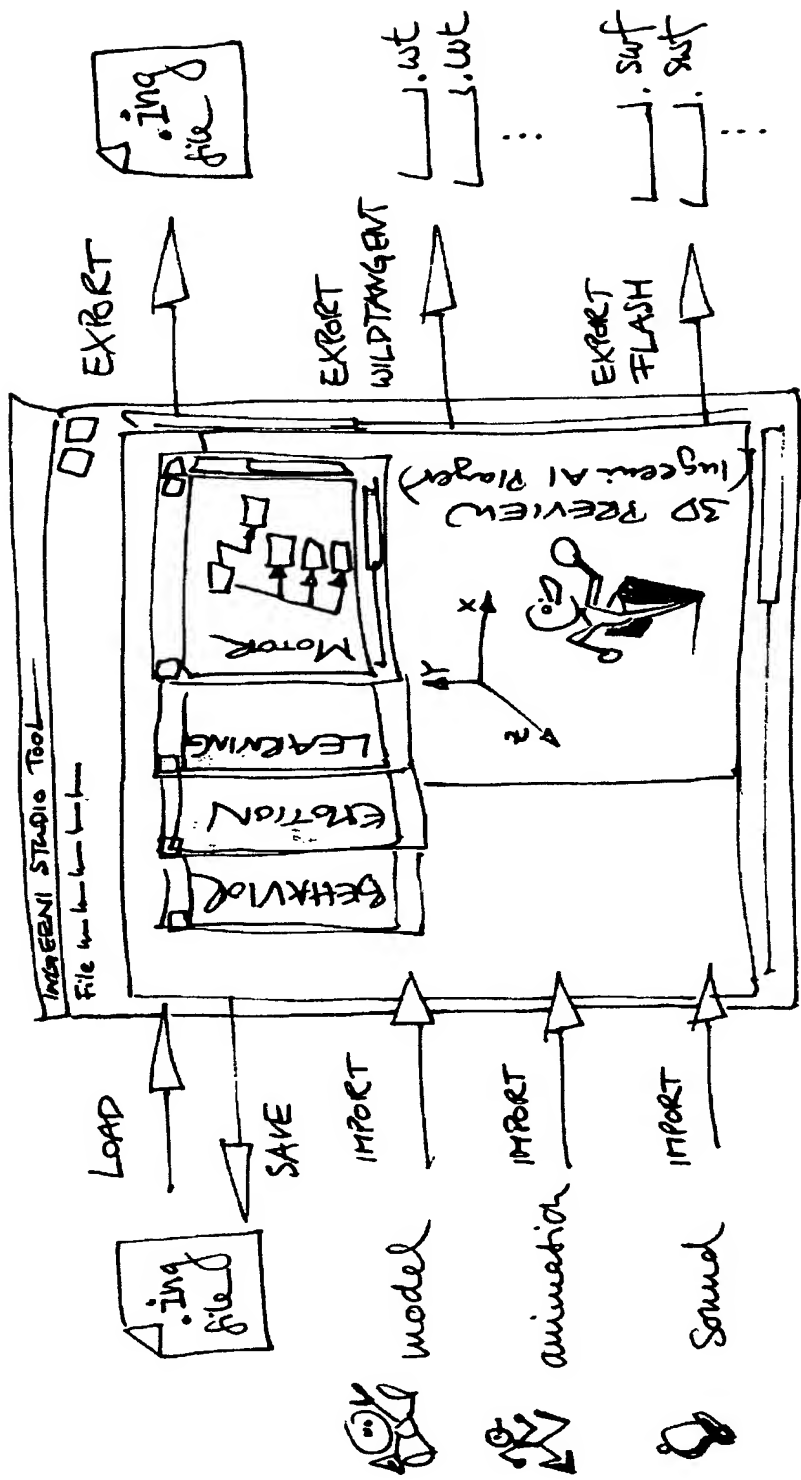 INGEENI STUDIO TOOL
File
LOAD
.ing
file
SAVE
IMPORT
model
IMPORT
animation
IMPORT
Sound
BEHAVIOR
EMOTION
LEARNING
MOTOR
Y
X
Z
3D PREVIEW
(Ingeeni AI Player)
EXPORT
.ing
file
EXPORT
WILDTANGENT
.wt
.wt
...
EXPORT
FLASH
.swf
.swf
...